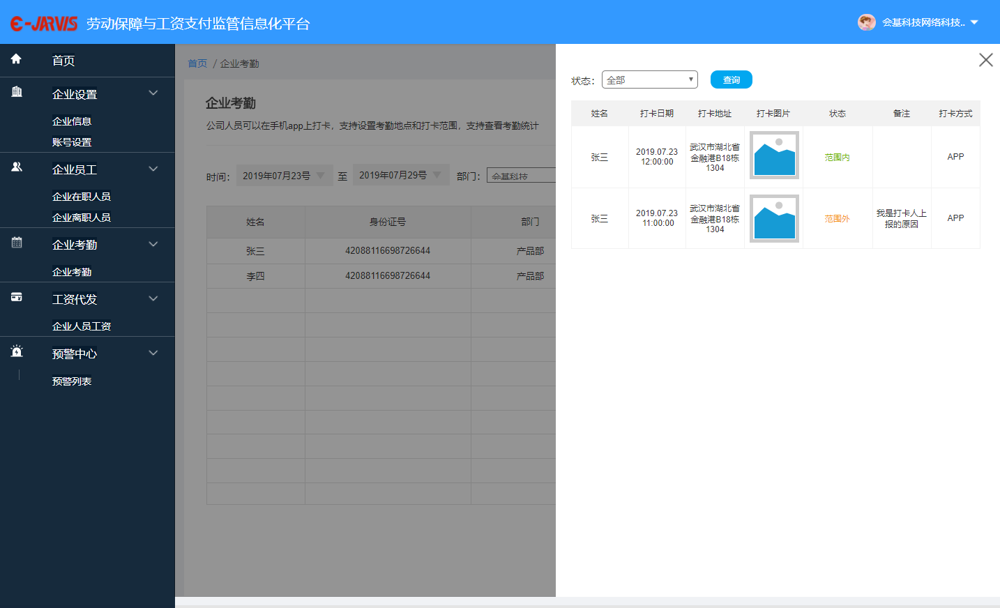 E-JARVIS 劳动保障与工资支付监管信息化平台
会基科技网络科技..
首页
企业设置
企业信息
账号设置
企业员工
企业在职人员
企业离职人员
企业考勤
企业考勤
工资代发
企业人员工资
预警中心
预警列表
首页 / 企业考勤
企业考勤
公司人员可以在手机app上打卡，支持设置考勤地点和打卡范围，支持查看考勤统计
时间： 2019年07月23号 至 2019年07月29号 部门： 会基科技
姓名 身份证号 部门
张三 42088116698726644 产品部
李四 42088116698726644 产品部
状态： 全部 查询
姓名 打卡日期 打卡地址 打卡图片 状态 备注 打卡方式
张三 2019.07.23 12:00:00 武汉市湖北省金融港B18栋1304 范围内 APP
张三 2019.07.23 11:00:00 武汉市湖北省金融港B18栋1304 范围外 我是打卡人上报的原因 APP